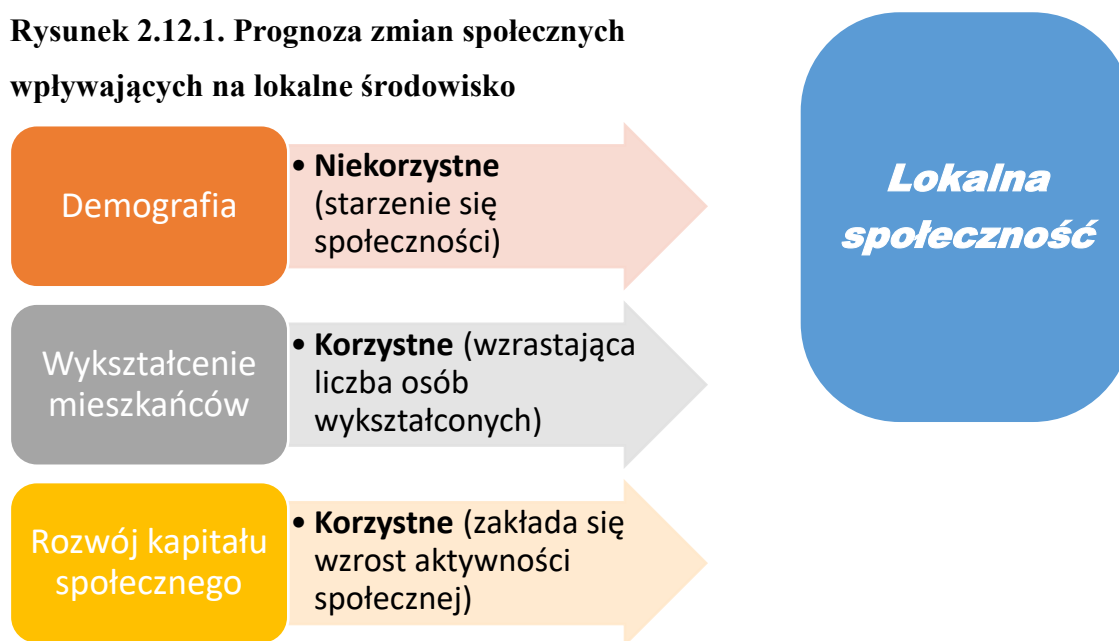 Rysunek 2.12.1. Prognoza zmian społecznych
wpływających na lokalne środowisko
Demografia
• Niekorzystne
(starzenie się
społeczności)
Wykształcenie
mieszkańców
• Korzystne (wzrastająca
liczba osób
wykształconych)
Rozwój kapitału
społecznego
• Korzystne (zakłada się
wzrost aktywności
społecznej)
Lokalna
społeczność